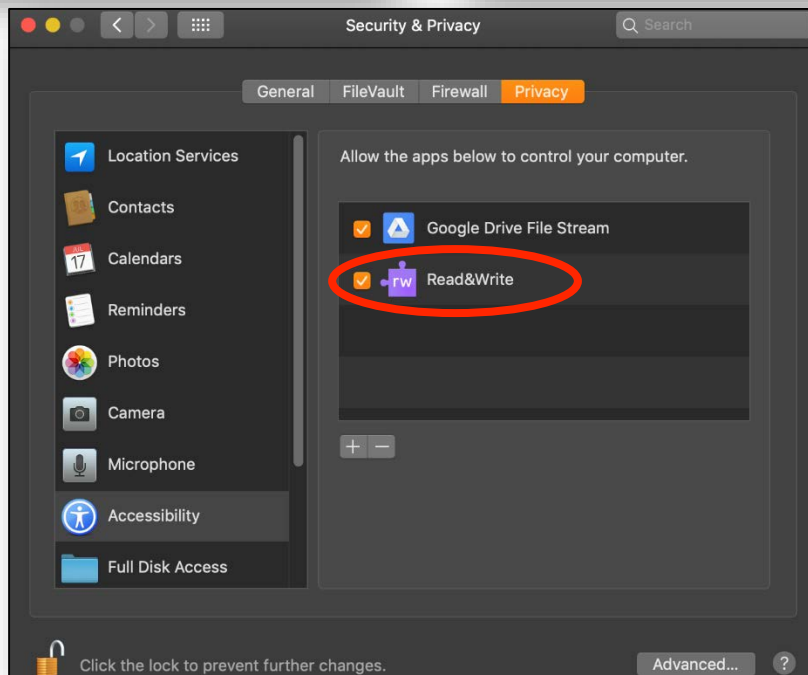 Security & Privacy
Search
General FileVault Firewall Privacy
Location Services
Contacts
JUL
17
Calendars
Reminders
Photos
Camera
Microphone
Accessibility
Full Disk Access
Allow the apps below to control your computer.
Google Drive File Stream
rw Read&Write
+ −
Click the lock to prevent further changes.
Advanced... ?